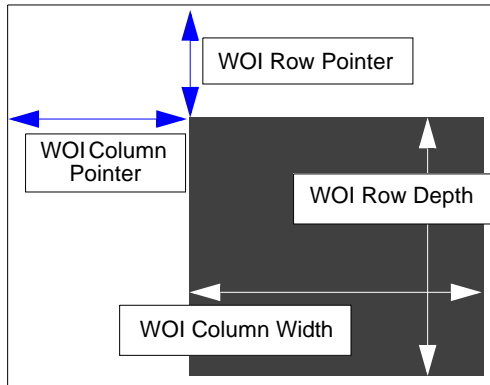 WOI Row Pointer
WOI Column
Pointer
WOI Row Depth
WOI Column Width